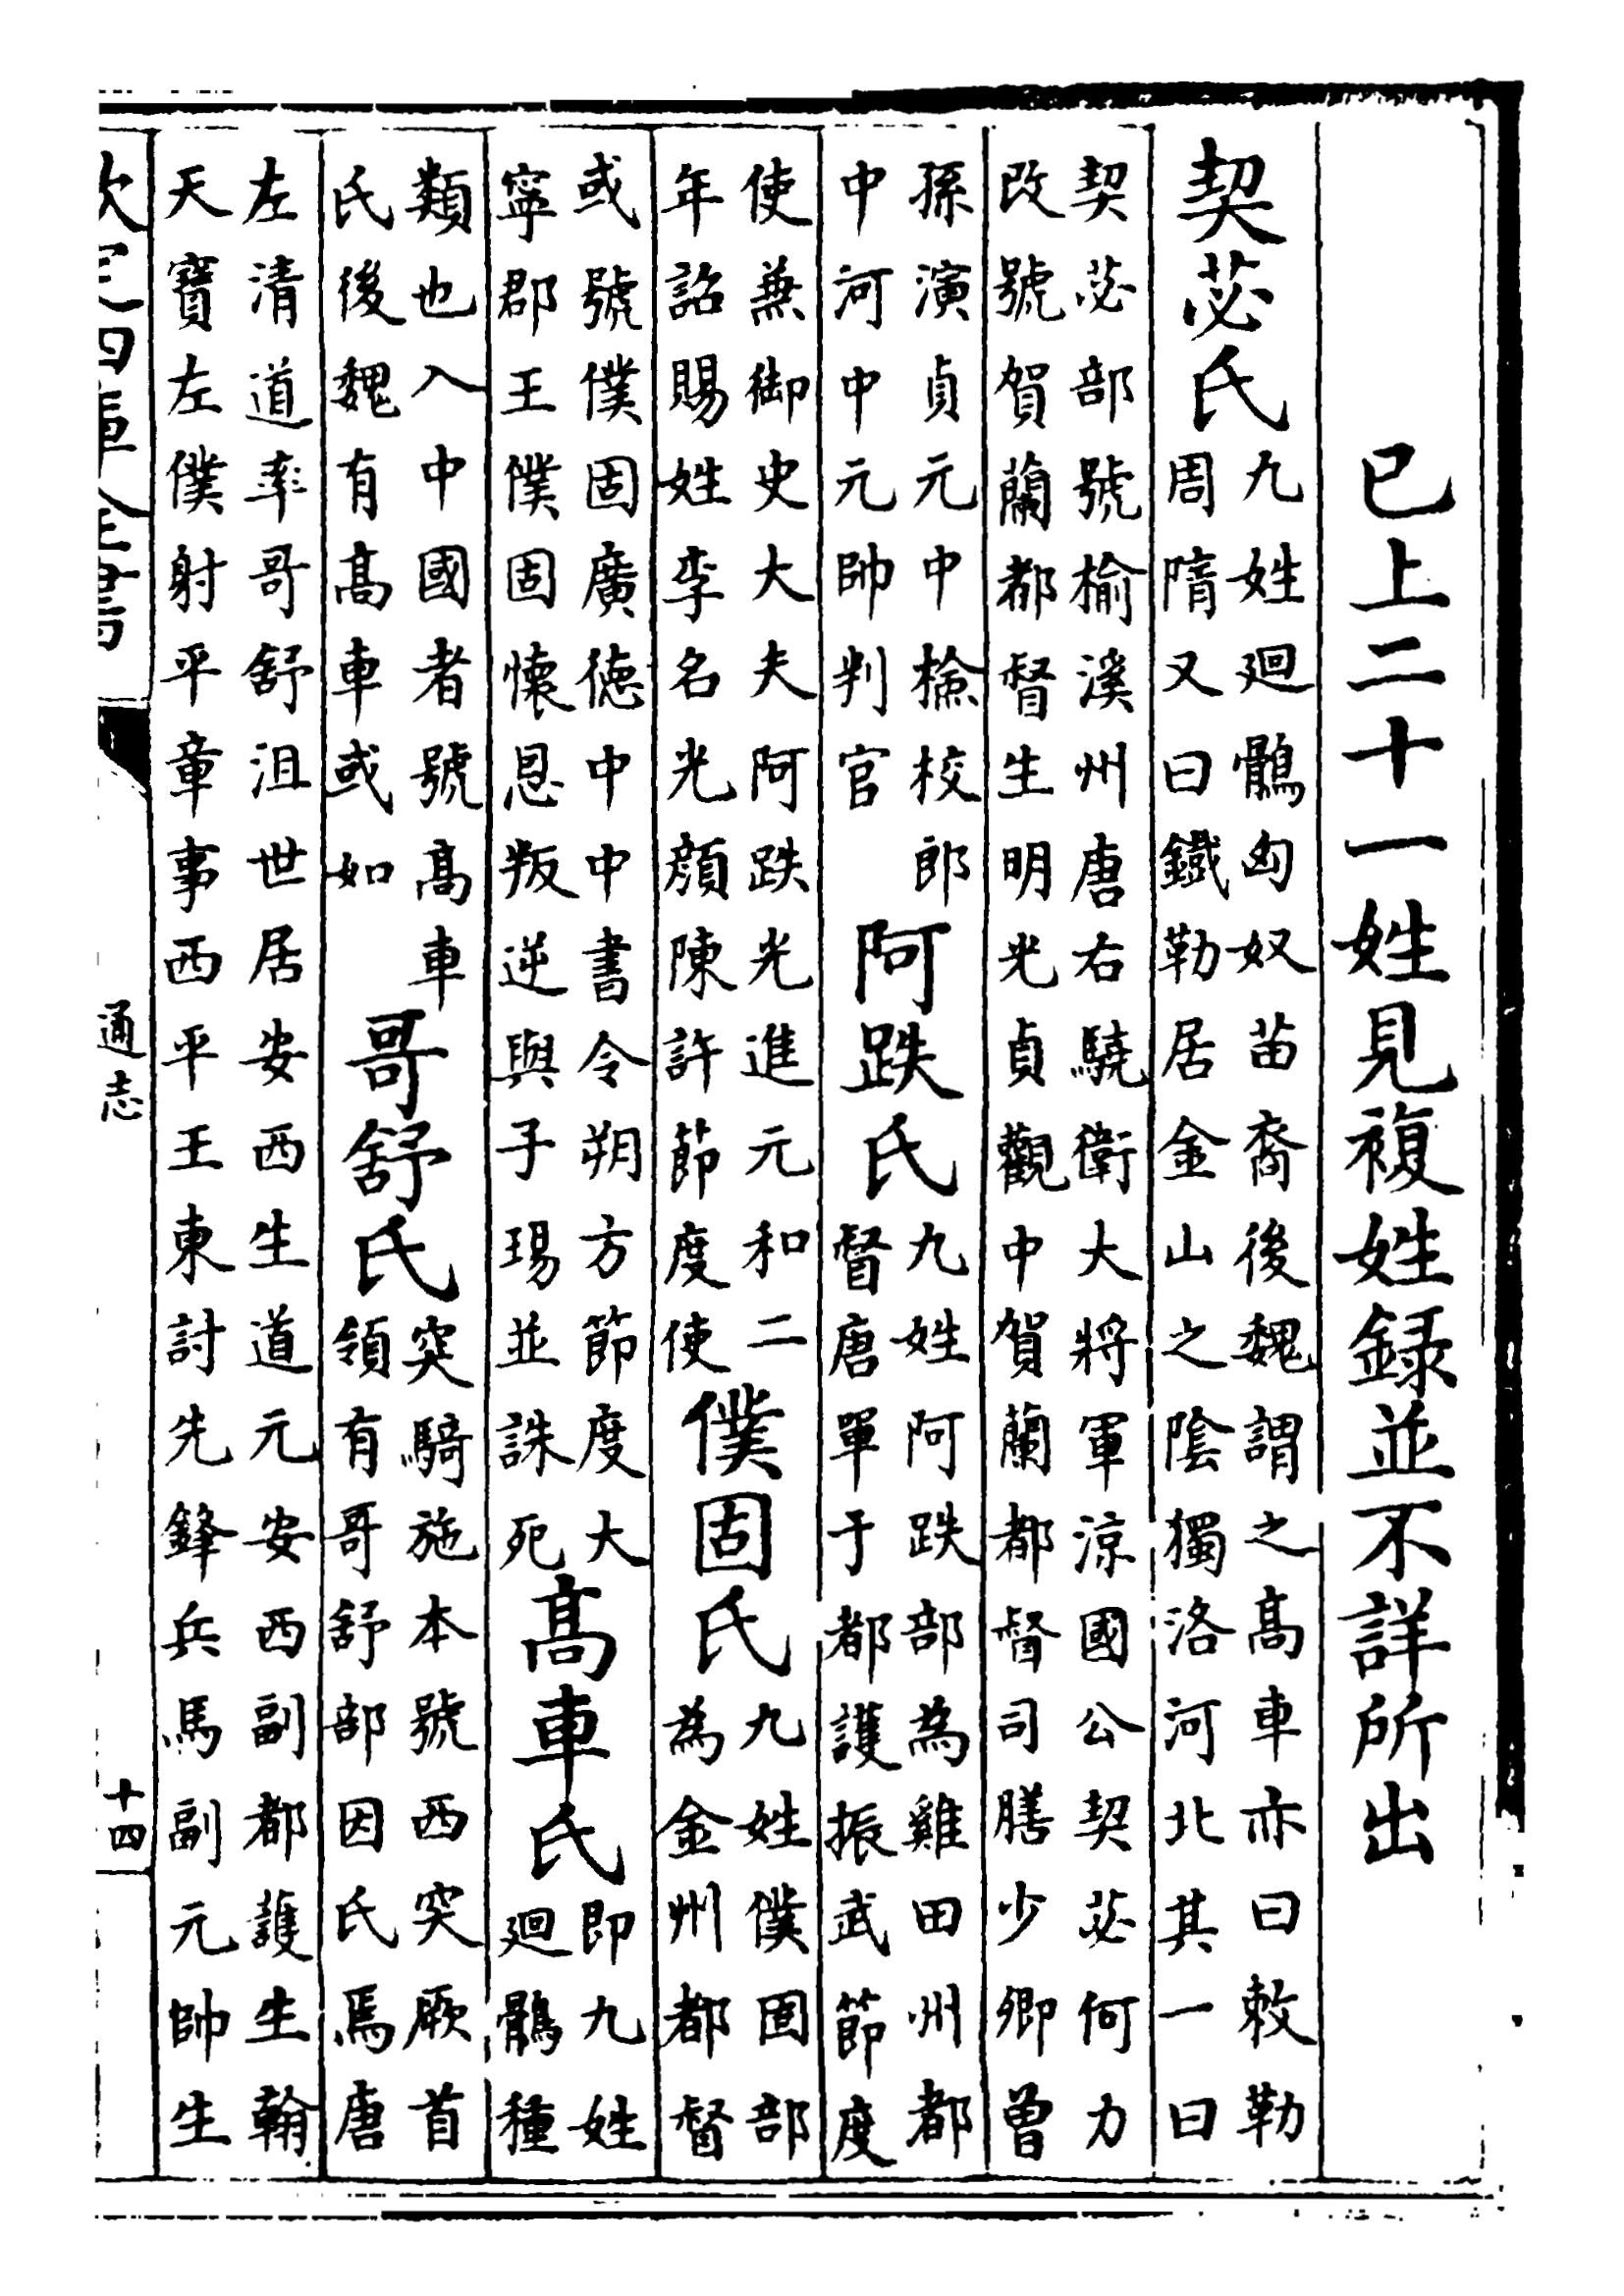 已上二十一姓見複姓録並不詳所出
契苾氏
九姓廻鶻匈奴苗裔後魏謂之髙車亦曰敕勒
周隋又曰鐵勒居金山之隂獨洛河北其一曰
契苾部號榆溪州唐右驍衛大將軍涼國公契苾何力
改號賀蘭都督生明光貞觀中賀蘭都督司膳少卿曽
孫演貞元中檢校郎
中河中元帥判官
阿跌氏
九姓阿跌部為雞田州都
督唐單于都護振武節度
使兼御史大夫阿跌光進元和二
年詔賜姓李名光顔陳許節度使
僕固氏
九姓僕固部
為金州都督
或號僕固廣徳中中書令朔方節度大
寧郡王僕固懐恩叛逆與子瑒並誅死
髙車氏
即九姓
廻鶻種
類也入中國者號髙車
氏後魏有髙車或如
哥舒氏
突騎施本號西突厥首
領有哥舒部因氏焉唐
左清道率哥舒沮世居安西生道元安西副都護生翰
天寶左僕射平章事西平王東討先鋒兵馬副元帥生
欽定四庫全書
通志
十四